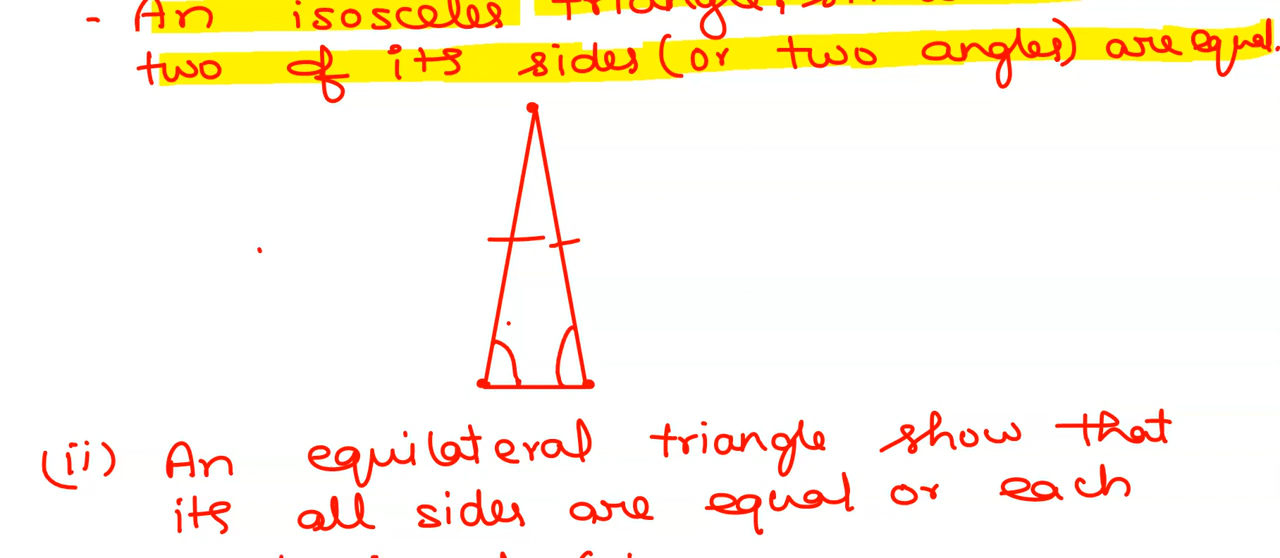 - An isosceles triangle,
two of its sides (or two angles) are equal.
(ii) An equilateral triangle show that
its all sides are equal or each